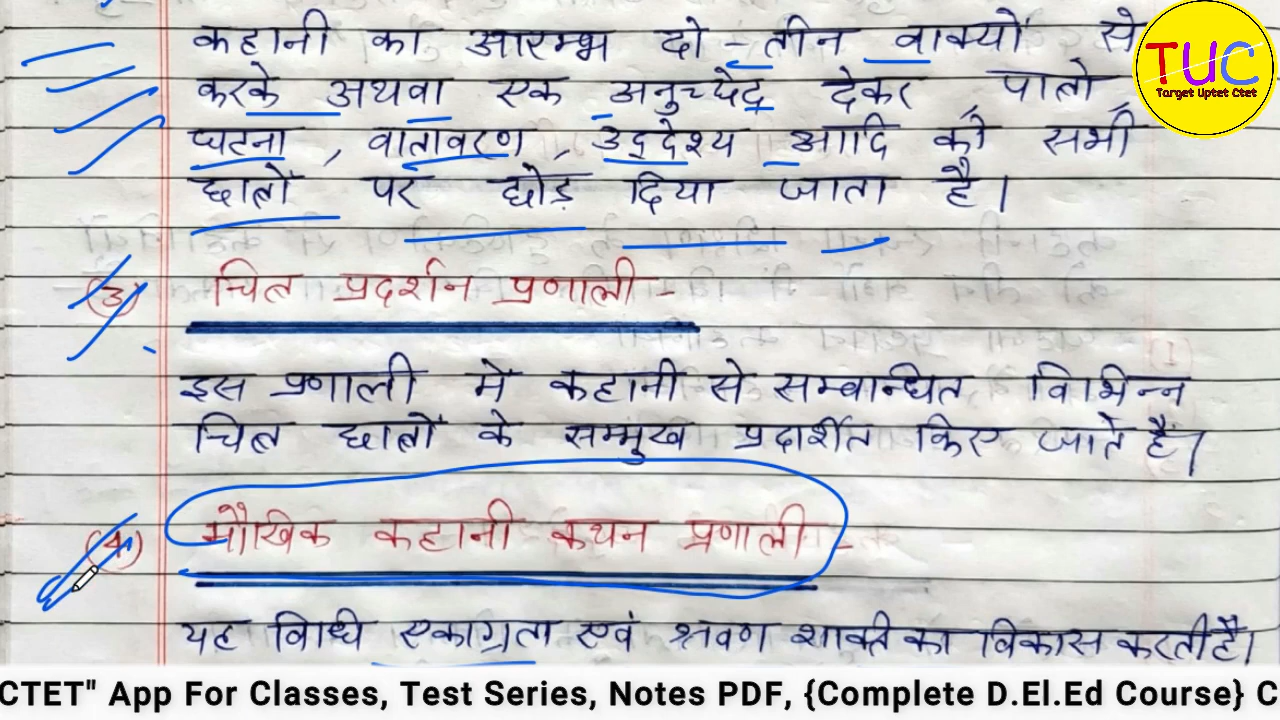 कहानी का आरम्भ दो - तीन वाक्यों से
करके अथवा एक अनुच्छेद देकर पात्रों,
घटना, वातावरण, उद्देश्य आदि को सभी
छात्रों पर छोड़ दिया जाता है।
(3) चित्र प्रदर्शन प्रणाली -
इस प्रणाली में कहानी से सम्बन्धित विभिन्न
चित्र छात्रों के सम्मुख प्रदर्शित किए जाते है।
(4) मौखिक कहानी कथन प्रणाली -
यह विधि एकाग्रता एवं श्रवण शक्ति का विकास करती है।
TUC
Target Uptet Ctet
CTET" App For Classes, Test Series, Notes PDF, {Complete D.El.Ed Course} C